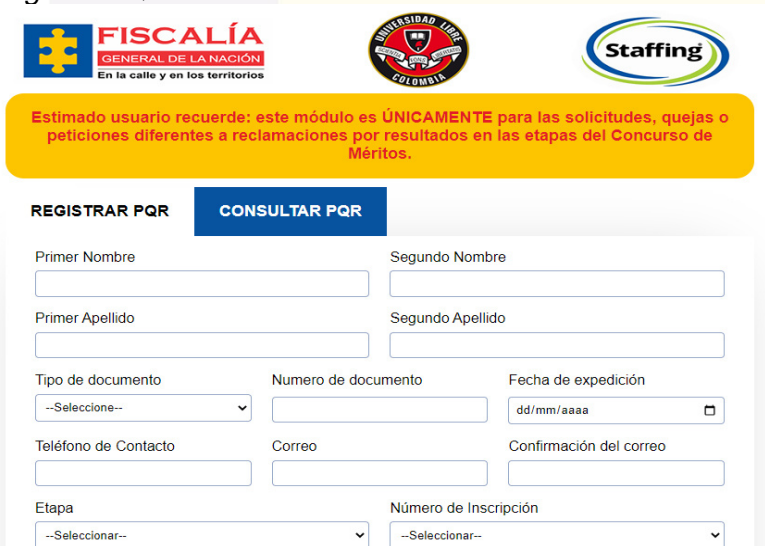 FISCALÍA
GENERAL DE LA NACIÓN
En la calle y en los territorios
UNIVERSIDAD LIBRE
COLOMBIA
Staffing
Estimado usuario recuerde: este módulo es ÚNICAMENTE para las solicitudes, quejas o
peticiones diferentes a reclamaciones por resultados en las etapas del Concurso de
Méritos.
REGISTRAR PQR CONSULTAR PQR
Primer Nombre Segundo Nombre
Primer Apellido Segundo Apellido
Tipo de documento Numero de documento Fecha de expedición
--Seleccione-- dd/mm/aaaa
Teléfono de Contacto Correo Confirmación del correo
Etapa Número de Inscripción
--Seleccionar-- --Seleccionar--